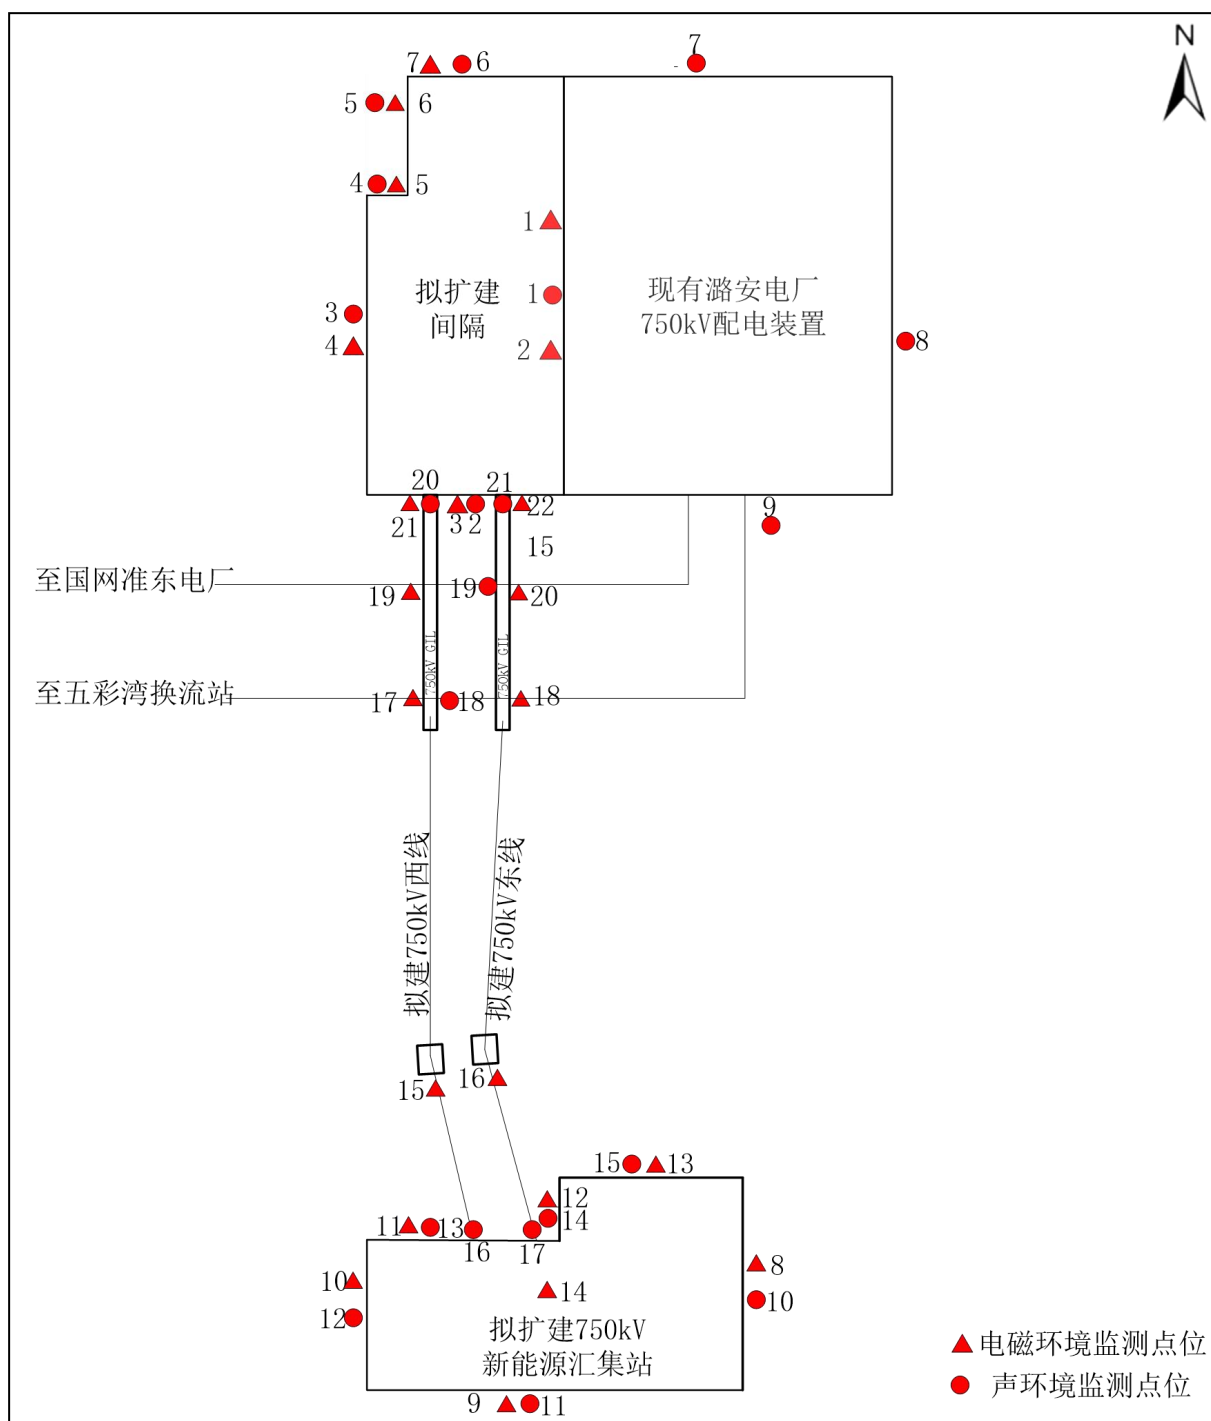 N
7 6 7
5 6
4 5
1
拟扩建
间隔
1
现有潞安电厂
750kV配电装置
3
4
2
8
20 21
21 3 2 22
9
15
至国网准东电厂
19 19 20
750kV GIL
750kV GIL
至五彩湾换流站
17 18 18
拟建750kV西线
拟建750kV东线
15 16
15 13
12
14
11 13 16 17
10
8
12
14
10
拟扩建750kV
新能源汇集站
9 11
电磁环境监测点位
声环境监测点位